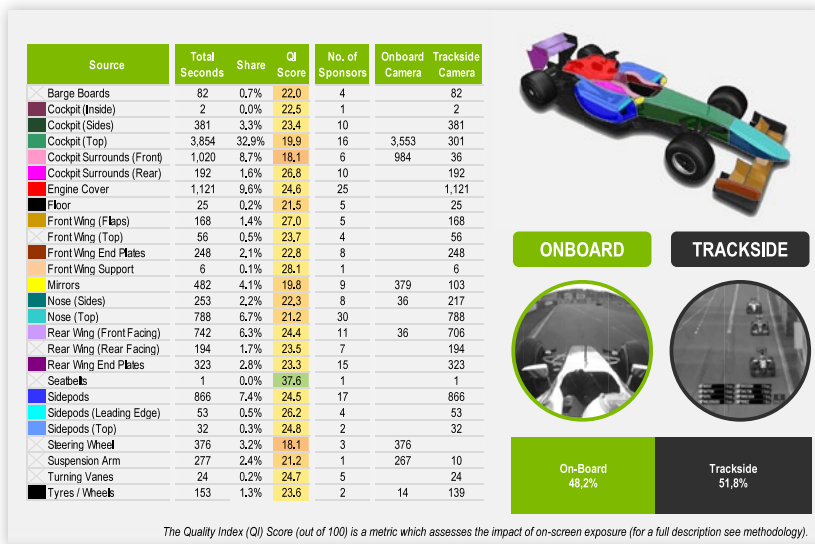 Source Total Seconds Share QI Score No. of Sponsors Onboard Camera Trackside Camera
Barge Boards 82 0.7% 22,0 4 82
Cockpit (Inside) 2 0.0% 22,5 1 2
Cockpit (Sides) 381 3.3% 23,4 10 381
Cockpit (Top) 3,854 32.9% 19,9 16 3,553 301
Cockpit Surrounds (Front) 1,020 8.7% 18,1 6 984 36
Cockpit Surrounds (Rear) 192 1.6% 26,8 10 192
Engine Cover 1,121 9.6% 24,6 25 1,121
Floor 25 0.2% 21,5 5 25
Front Wing (Flaps) 168 1.4% 27,0 5 168
Front Wing (Top) 56 0.5% 23,7 4 56
Front Wing End Plates 248 2.1% 22,8 8 248
Front Wing Support 6 0.1% 28,1 1 6
Mirrors 482 4.1% 19,8 9 379 103
Nose (Sides) 253 2.2% 22,3 8 36 217
Nose (Top) 788 6.7% 21,2 30 788
Rear Wing (Front Facing) 742 6.3% 24,4 11 36 706
Rear Wing (Rear Facing) 194 1.7% 23,5 7 194
Rear Wing End Plates 323 2.8% 23,3 15 323
Seatbelts 1 0.0% 37,6 1 1
Sidepods 866 7.4% 24,5 17 866
Sidepods (Leading Edge) 53 0.5% 26,2 4 53
Sidepods (Top) 32 0.3% 24,8 2 32
Steering Wheel 376 3.2% 18,1 3 376
Suspension Arm 277 2.4% 21,2 1 267 10
Turning Vanes 24 0.2% 24,7 5 24
Tyres / Wheels 153 1.3% 23,6 2 14 139
ONBOARD TRACKSIDE
On-Board Trackside
48,2% 51,8%
The Quality Index (QI) Score (out of 100) is a metric which assesses the impact of on-screen exposure (for a full description see methodology).